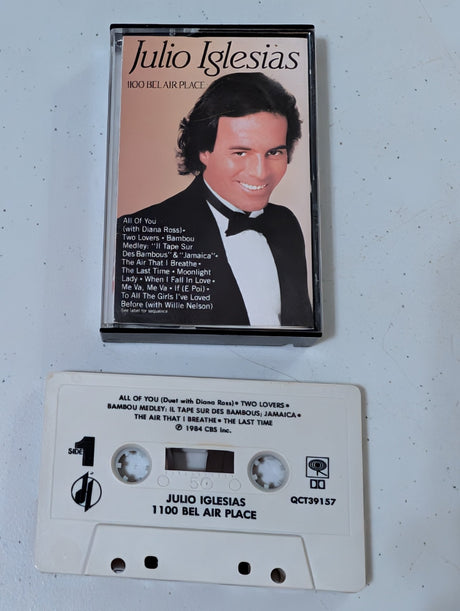 Julio Iglesias
1100 BEL AIR PLACE
All Of You
(with Diana Ross)•
Two Lovers • Bambou
Medley: "Il Tape Sur
Des Bambous" & "Jamaica" •
The Air That I Breathe •
The Last Time • Moonlight
Lady • When I Fall In Love •
Me Va, Me Va • If (E Poi) •
To All The Girls I've Loved
Before (with Willie Nelson)
See label for sequence
ALL OF YOU (Duet with Diana Ross) • TWO LOVERS •
BAMBOU MEDLEY; IL TAPE SUR DES BAMBOUS; JAMAICA •
THE AIR THAT I BREATHE • THE LAST TIME
℗ 1984 CBS Inc.
SIDE 1
50
JULIO IGLESIAS
1100 BEL AIR PLACE
QCT39157